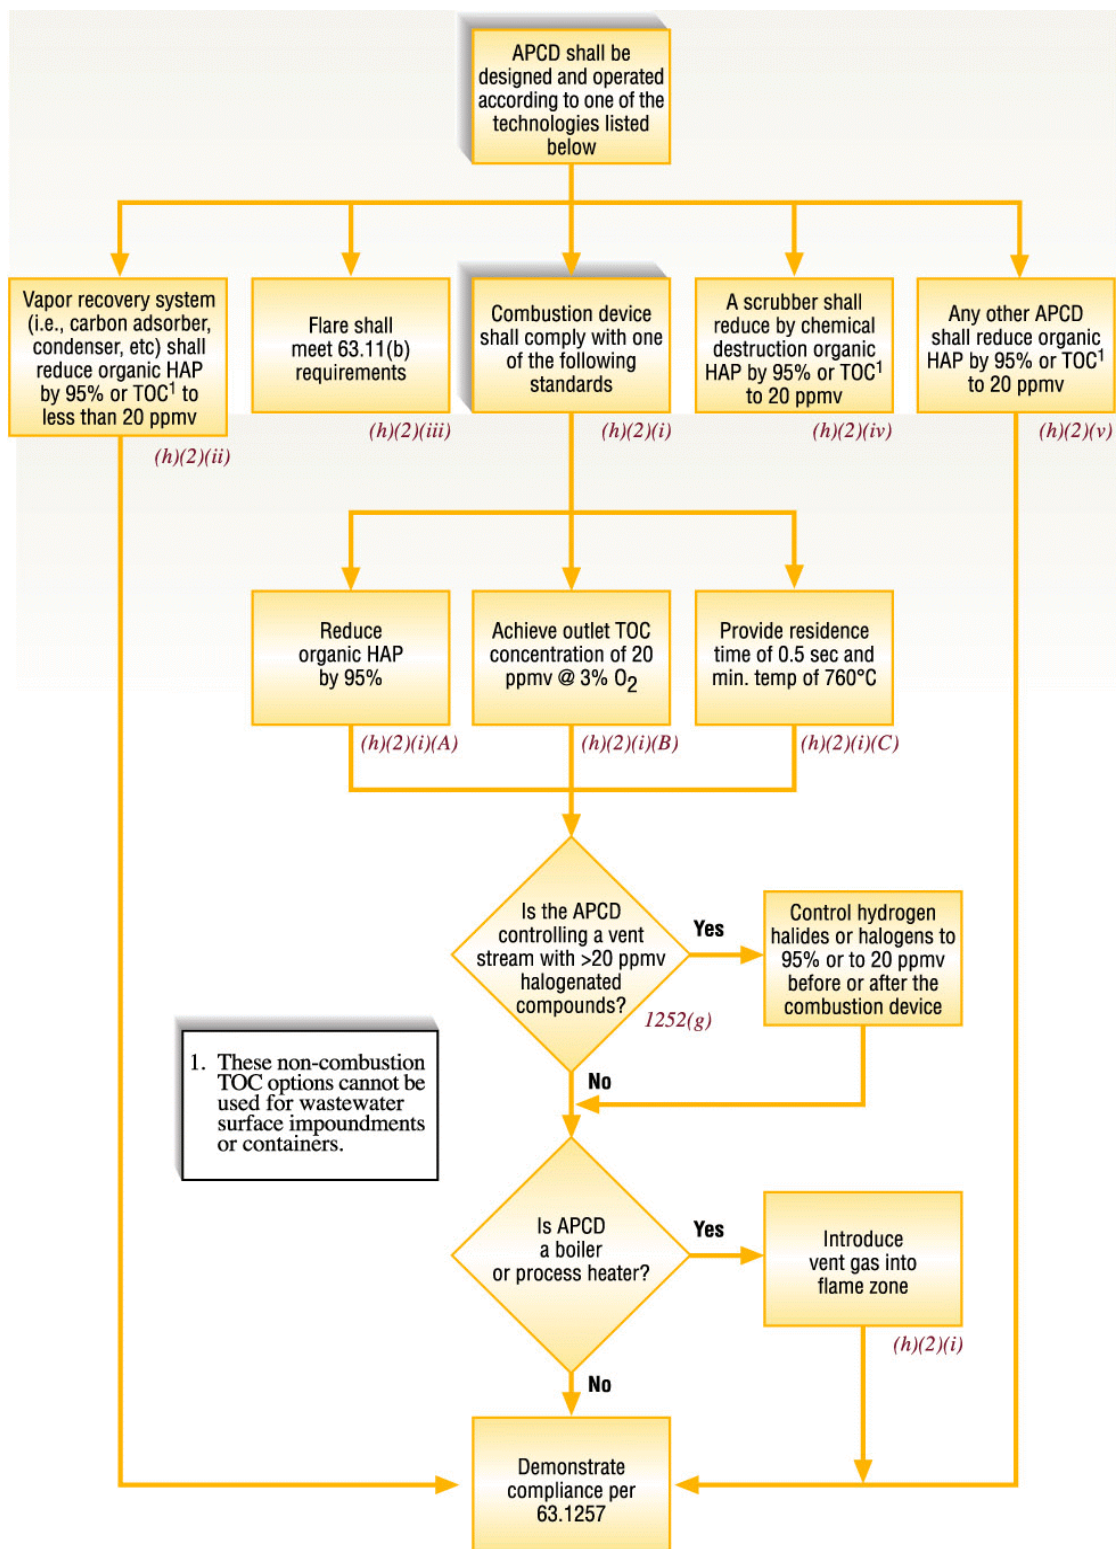 APCD shall be
designed and operated
according to one of the
technologies listed
below
Vapor recovery system
(i.e., carbon adsorber,
condenser, etc) shall
reduce organic HAP
by 95% or TOC¹ to
less than 20 ppmv
(h)(2)(ii)
Flare shall
meet 63.11(b)
requirements
(h)(2)(iii)
Combustion device
shall comply with one
of the following
standards
(h)(2)(i)
A scrubber shall
reduce by chemical
destruction organic
HAP by 95% or TOC¹
to 20 ppmv
(h)(2)(iv)
Any other APCD
shall reduce organic
HAP by 95% or TOC¹
to 20 ppmv
(h)(2)(v)
Reduce
organic HAP
by 95%
(h)(2)(i)(A)
Achieve outlet TOC
concentration of 20
ppmv @ 3% O₂
(h)(2)(i)(B)
Provide residence
time of 0.5 sec and
min. temp of 760°C
(h)(2)(i)(C)
Is the APCD
controlling a vent
stream with >20 ppmv
halogenated
compounds?
1252(g)
Yes
Control hydrogen
halides or halogens to
95% or to 20 ppmv
before or after the
combustion device
No
1. These non-combustion
TOC options cannot be
used for wastewater
surface impoundments
or containers.
Is APCD
a boiler
or process heater?
Yes
Introduce
vent gas into
flame zone
(h)(2)(i)
No
Demonstrate
compliance per
63.1257